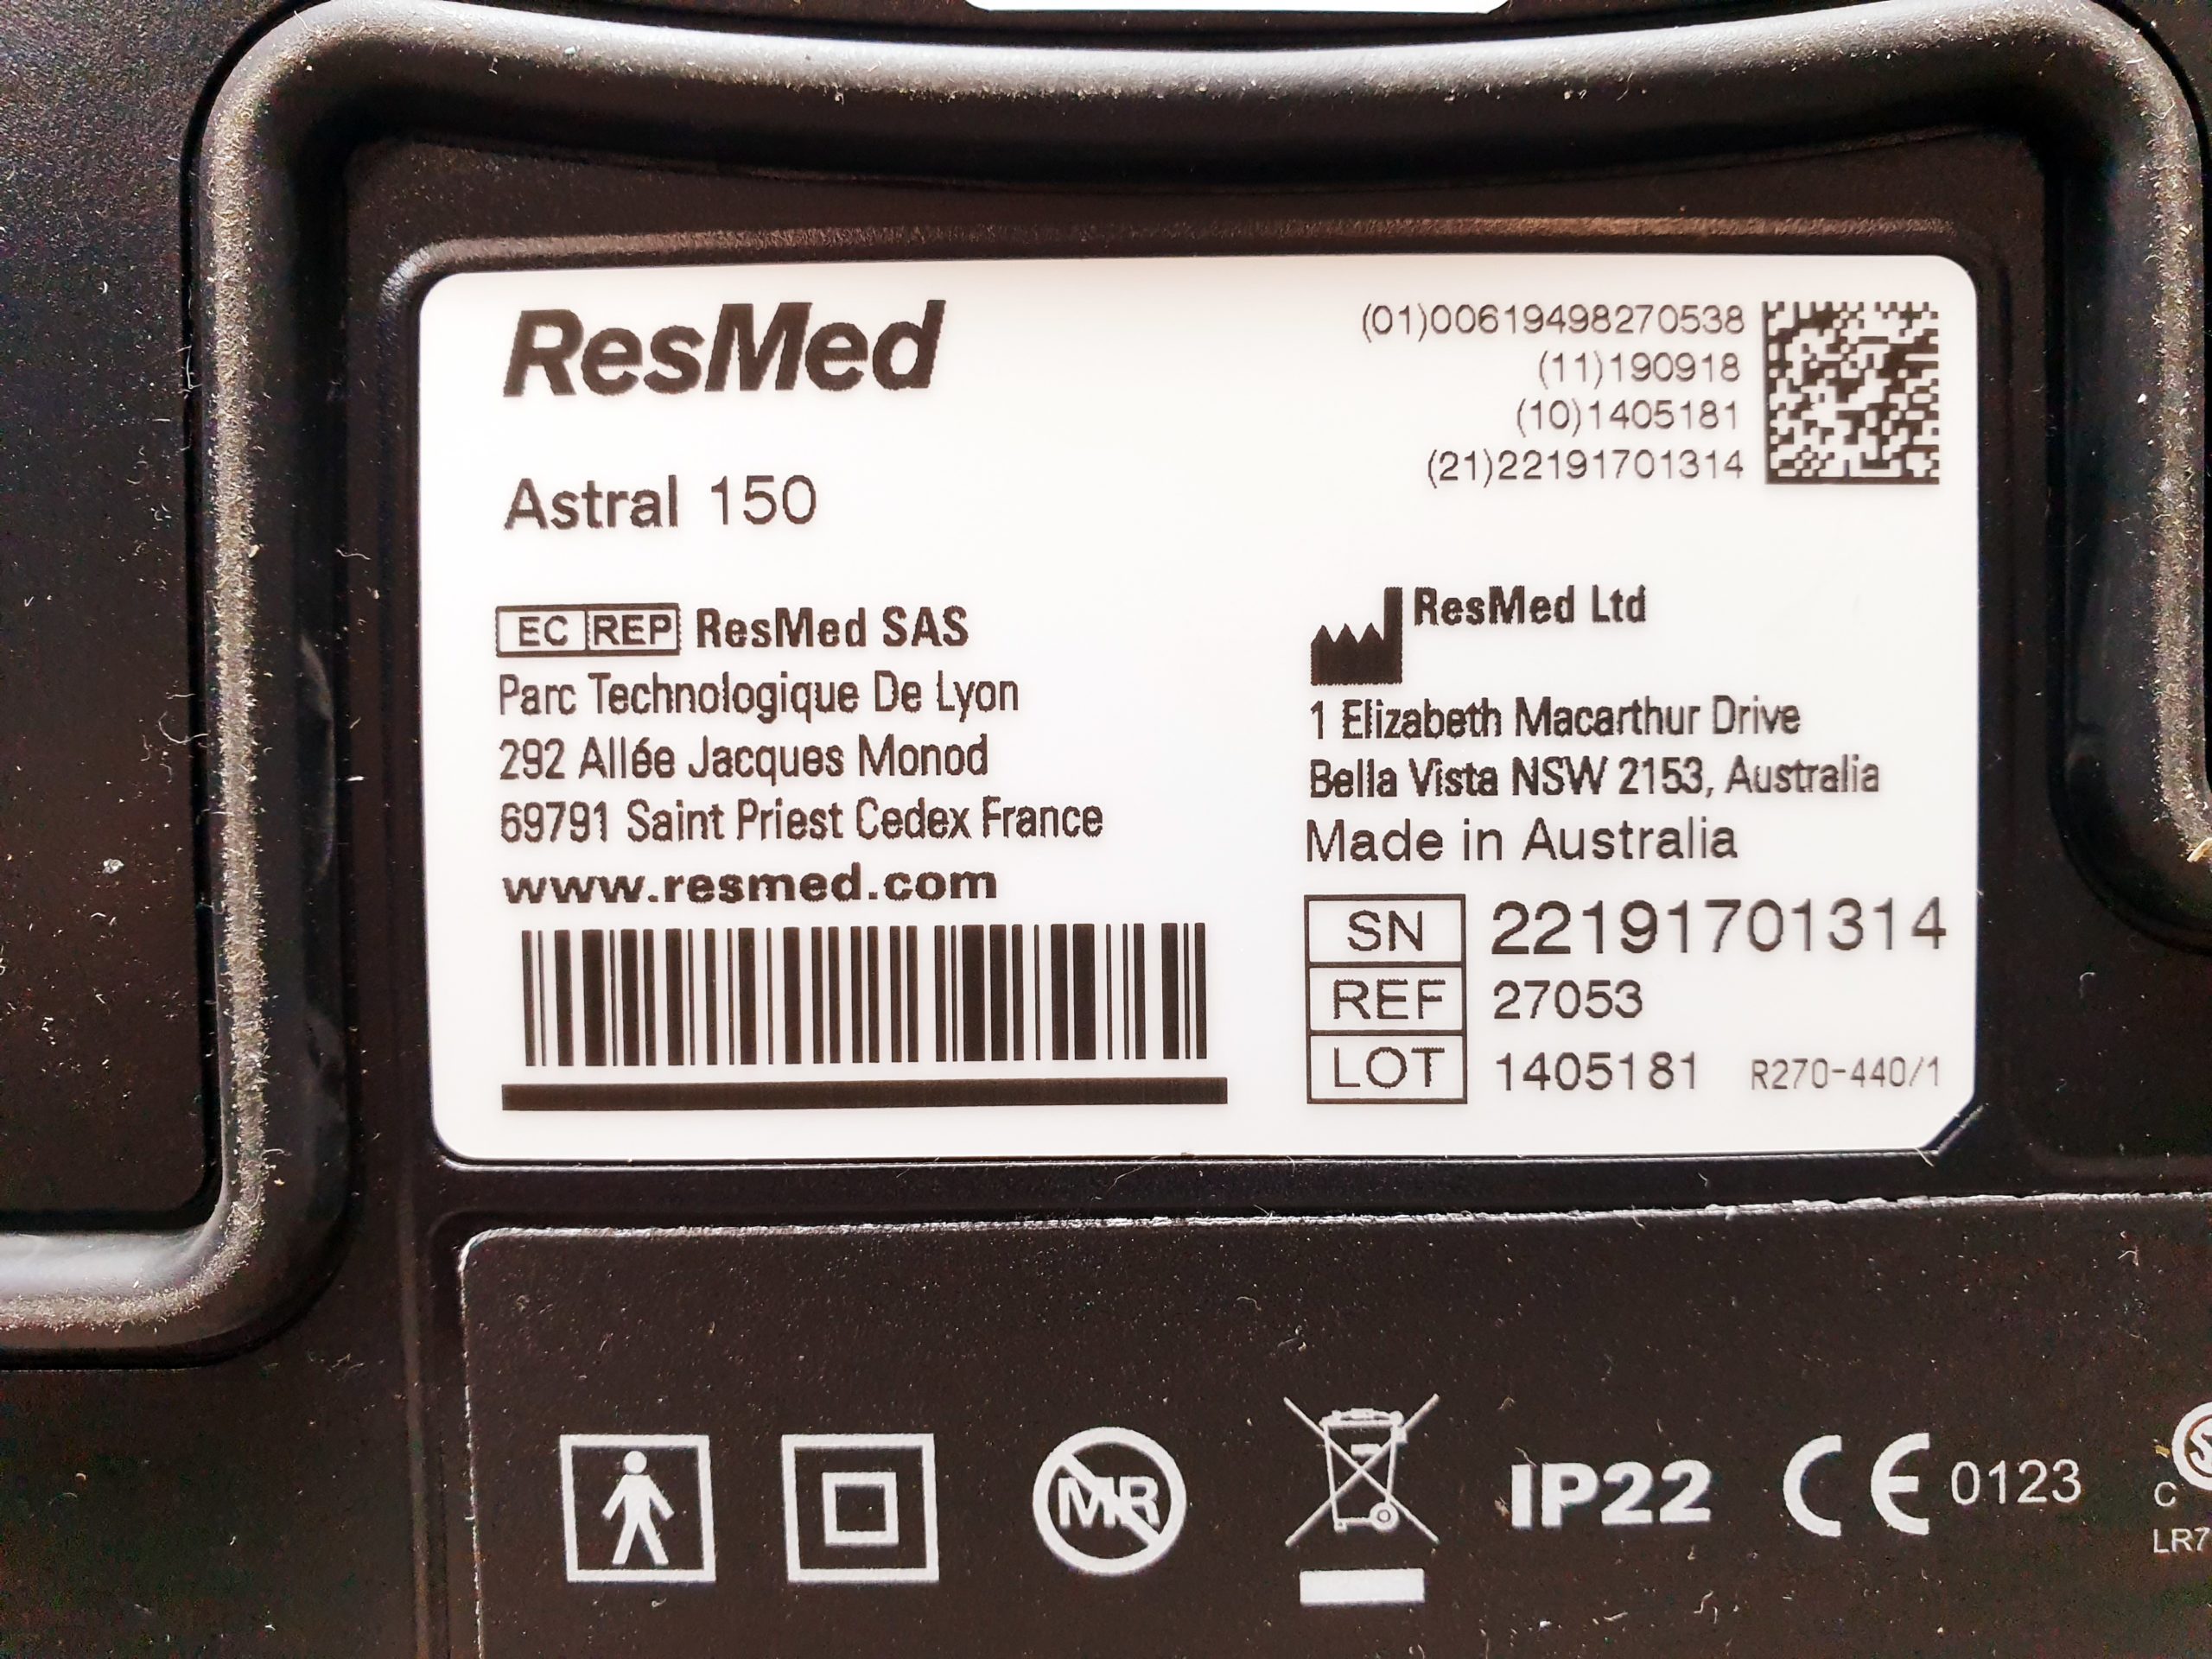 ResMed
Astral 150
(01)00619498270538
(11)190918
(10)1405181
(21)22191701314
EC REP ResMed SAS
Parc Technologique De Lyon
292 Allée Jacques Monod
69791 Saint Priest Cedex France
www.resmed.com
ResMed Ltd
1 Elizabeth Macarthur Drive
Bella Vista NSW 2153, Australia
Made in Australia
SN 22191701314
REF 27053
LOT 1405181 R270-440/1
MR IP22 CE 0123 C